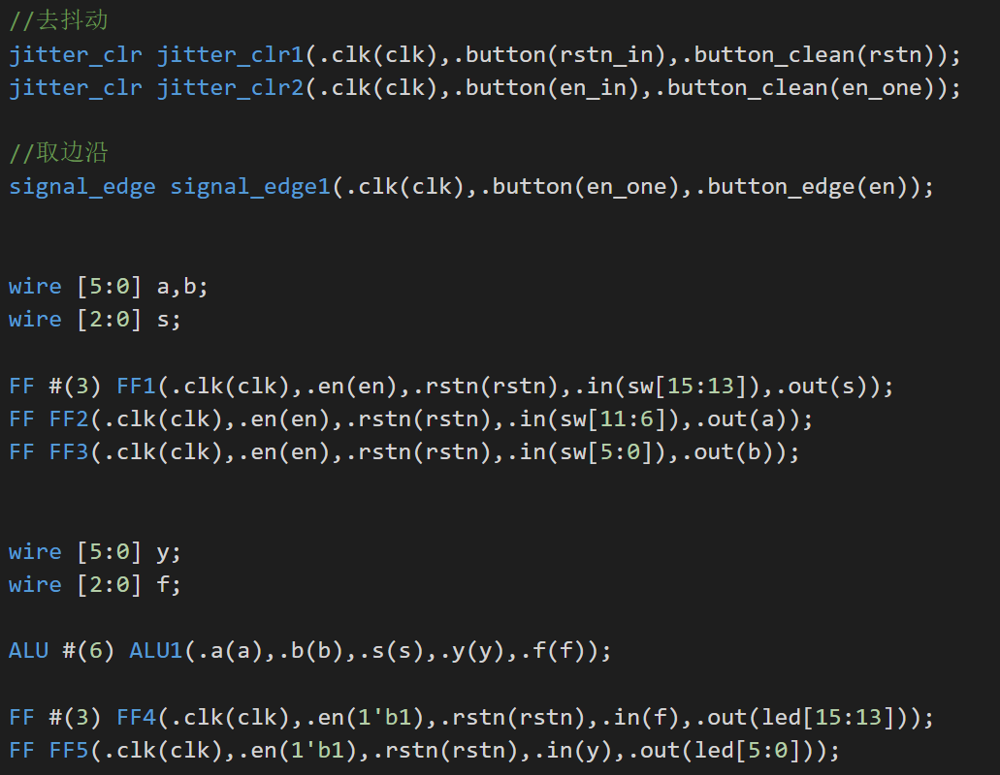 //去抖动
jitter_clr jitter_clr1(.clk(clk),.button(rstn_in),.button_clean(rstn));
jitter_clr jitter_clr2(.clk(clk),.button(en_in),.button_clean(en_one));
//取边沿
signal_edge signal_edge1(.clk(clk),.button(en_one),.button_edge(en));
wire [5:0] a,b;
wire [2:0] s;
FF #(3) FF1(.clk(clk),.en(en),.rstn(rstn),.in(sw[15:13]),.out(s));
FF FF2(.clk(clk),.en(en),.rstn(rstn),.in(sw[11:6]),.out(a));
FF FF3(.clk(clk),.en(en),.rstn(rstn),.in(sw[5:0]),.out(b));
wire [5:0] y;
wire [2:0] f;
ALU #(6) ALU1(.a(a),.b(b),.s(s),.y(y),.f(f));
FF #(3) FF4(.clk(clk),.en(1'b1),.rstn(rstn),.in(f),.out(led[15:13]));
FF FF5(.clk(clk),.en(1'b1),.rstn(rstn),.in(y),.out(led[5:0]));